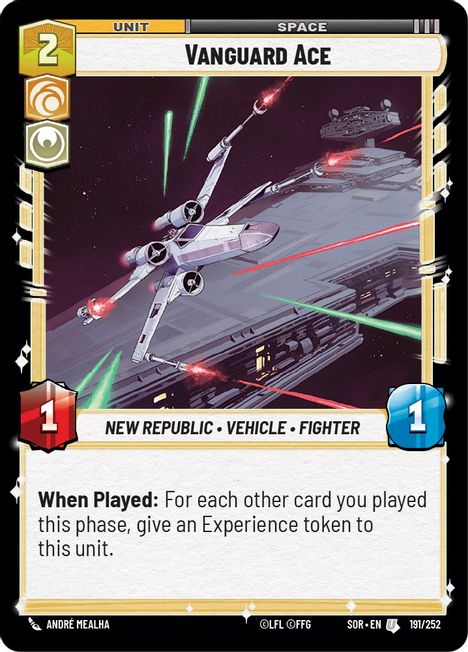 UNIT SPACE
2 VANGUARD ACE
1 NEW REPUBLIC • VEHICLE • FIGHTER 1
When Played: For each other card you played
this phase, give an Experience token to
this unit.
ANDRÉ MEALHA ©LFL ©FFG SOR • EN U 191/252